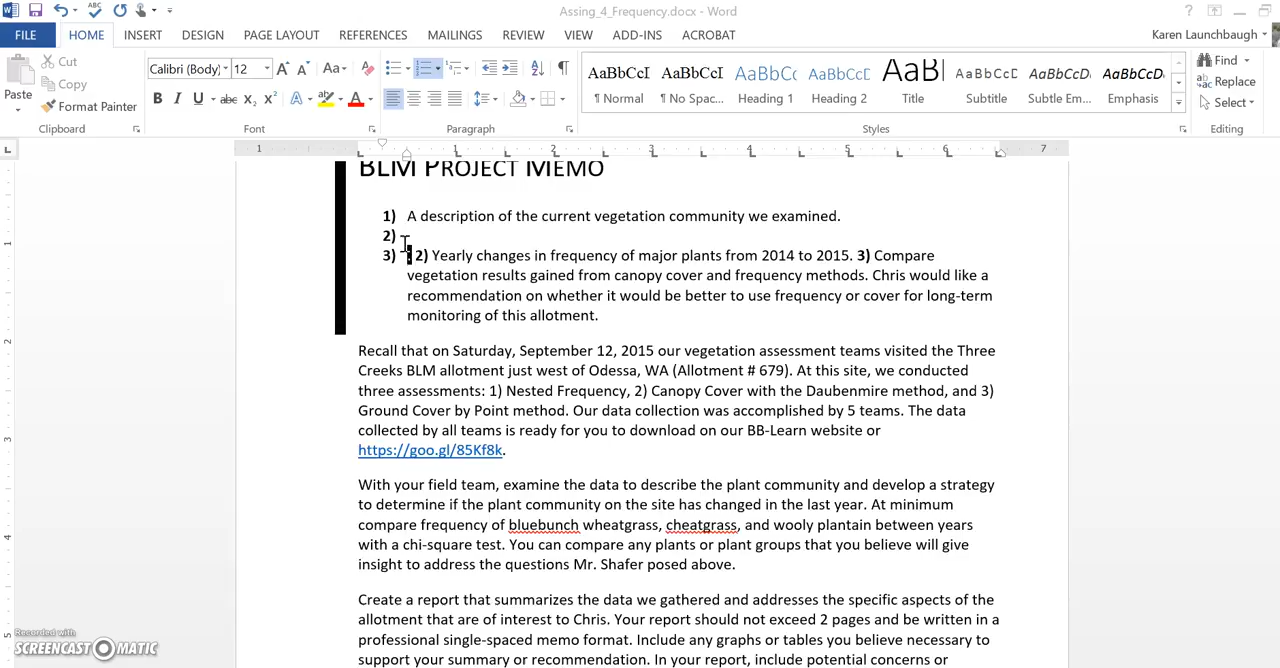 Assing_4_Frequency.docx - Word
FILE HOME INSERT DESIGN PAGE LAYOUT REFERENCES MAILINGS REVIEW VIEW ADD-INS ACROBAT Karen Launchbaugh
Paste
Cut
Copy
Format Painter
Clipboard
Calibri (Body) 12
Font
Paragraph
AaBbCcI AaBbCcI AaBbCc AaBbCcD AaB AaBbCcD AaBbCcD AaBbCcD
¶ Normal ¶ No Spac... Heading 1 Heading 2 Title Subtitle Subtle Em... Emphasis
Styles
Find
Replace
Select
Editing
BLM PROJECT MEMO
1) A description of the current vegetation community we examined.
2)
3) 2) Yearly changes in frequency of major plants from 2014 to 2015. 3) Compare
vegetation results gained from canopy cover and frequency methods. Chris would like a
recommendation on whether it would be better to use frequency or cover for long-term
monitoring of this allotment.
Recall that on Saturday, September 12, 2015 our vegetation assessment teams visited the Three
Creeks BLM allotment just west of Odessa, WA (Allotment # 679). At this site, we conducted
three assessments: 1) Nested Frequency, 2) Canopy Cover with the Daubenmire method, and 3)
Ground Cover by Point method. Our data collection was accomplished by 5 teams. The data
collected by all teams is ready for you to download on our BB-Learn website or
https://goo.gl/85Kf8k.
With your field team, examine the data to describe the plant community and develop a strategy
to determine if the plant community on the site has changed in the last year. At minimum
compare frequency of bluebunch wheatgrass, cheatgrass, and wooly plantain between years
with a chi-square test. You can compare any plants or plant groups that you believe will give
insight to address the questions Mr. Shafer posed above.
Create a report that summarizes the data we gathered and addresses the specific aspects of the
allotment that are of interest to Chris. Your report should not exceed 2 pages and be written in a
professional single-spaced memo format. Include any graphs or tables you believe necessary to
support your summary or recommendation. In your report, include potential concerns or
Recorded with
SCREENCAST-O-MATIC